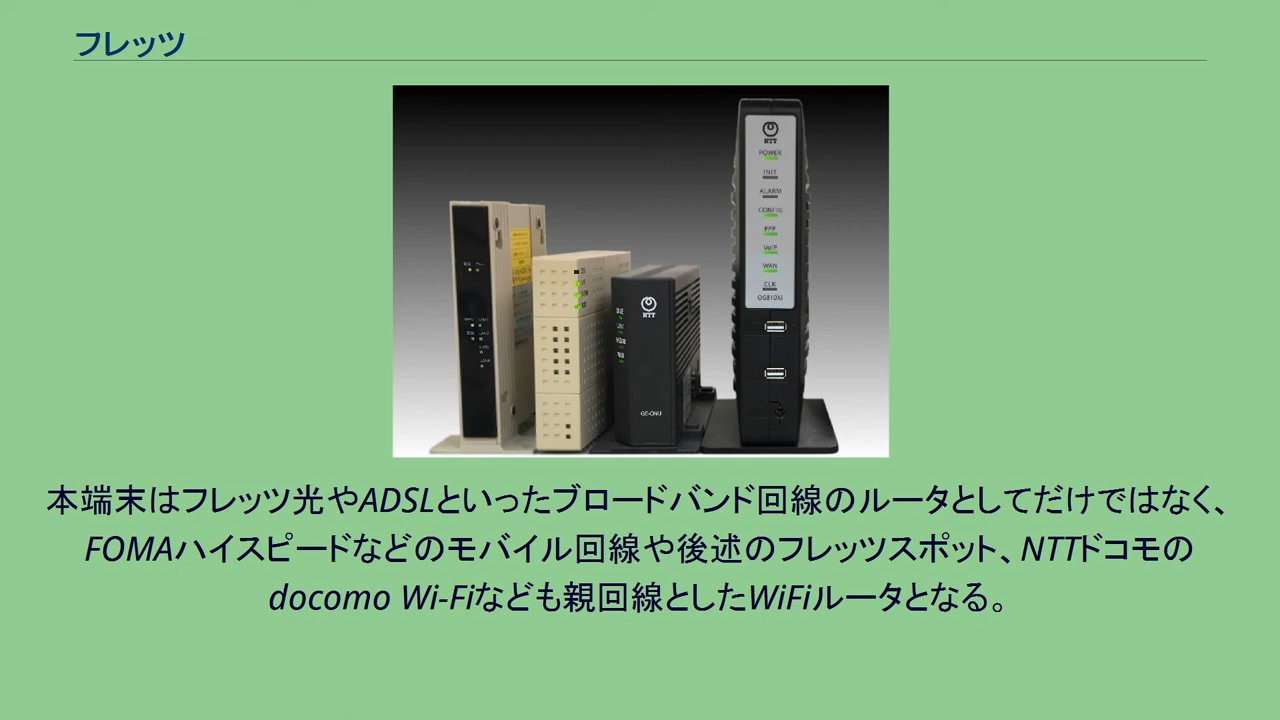 フレッツ
NTT
POWER
INIT
ALARM
CONFIG
PPP
VoIP
WAN
CLK
OG810Xi
NTT
GE-ONU
本端末はフレッツ光やADSLといったブロードバンド回線のルータとしてだけではなく、
FOMAハイスピードなどのモバイル回線や後述のフレッツスポット、NTTドコモの
docomo Wi-Fiなども親回線としたWiFiルータとなる。